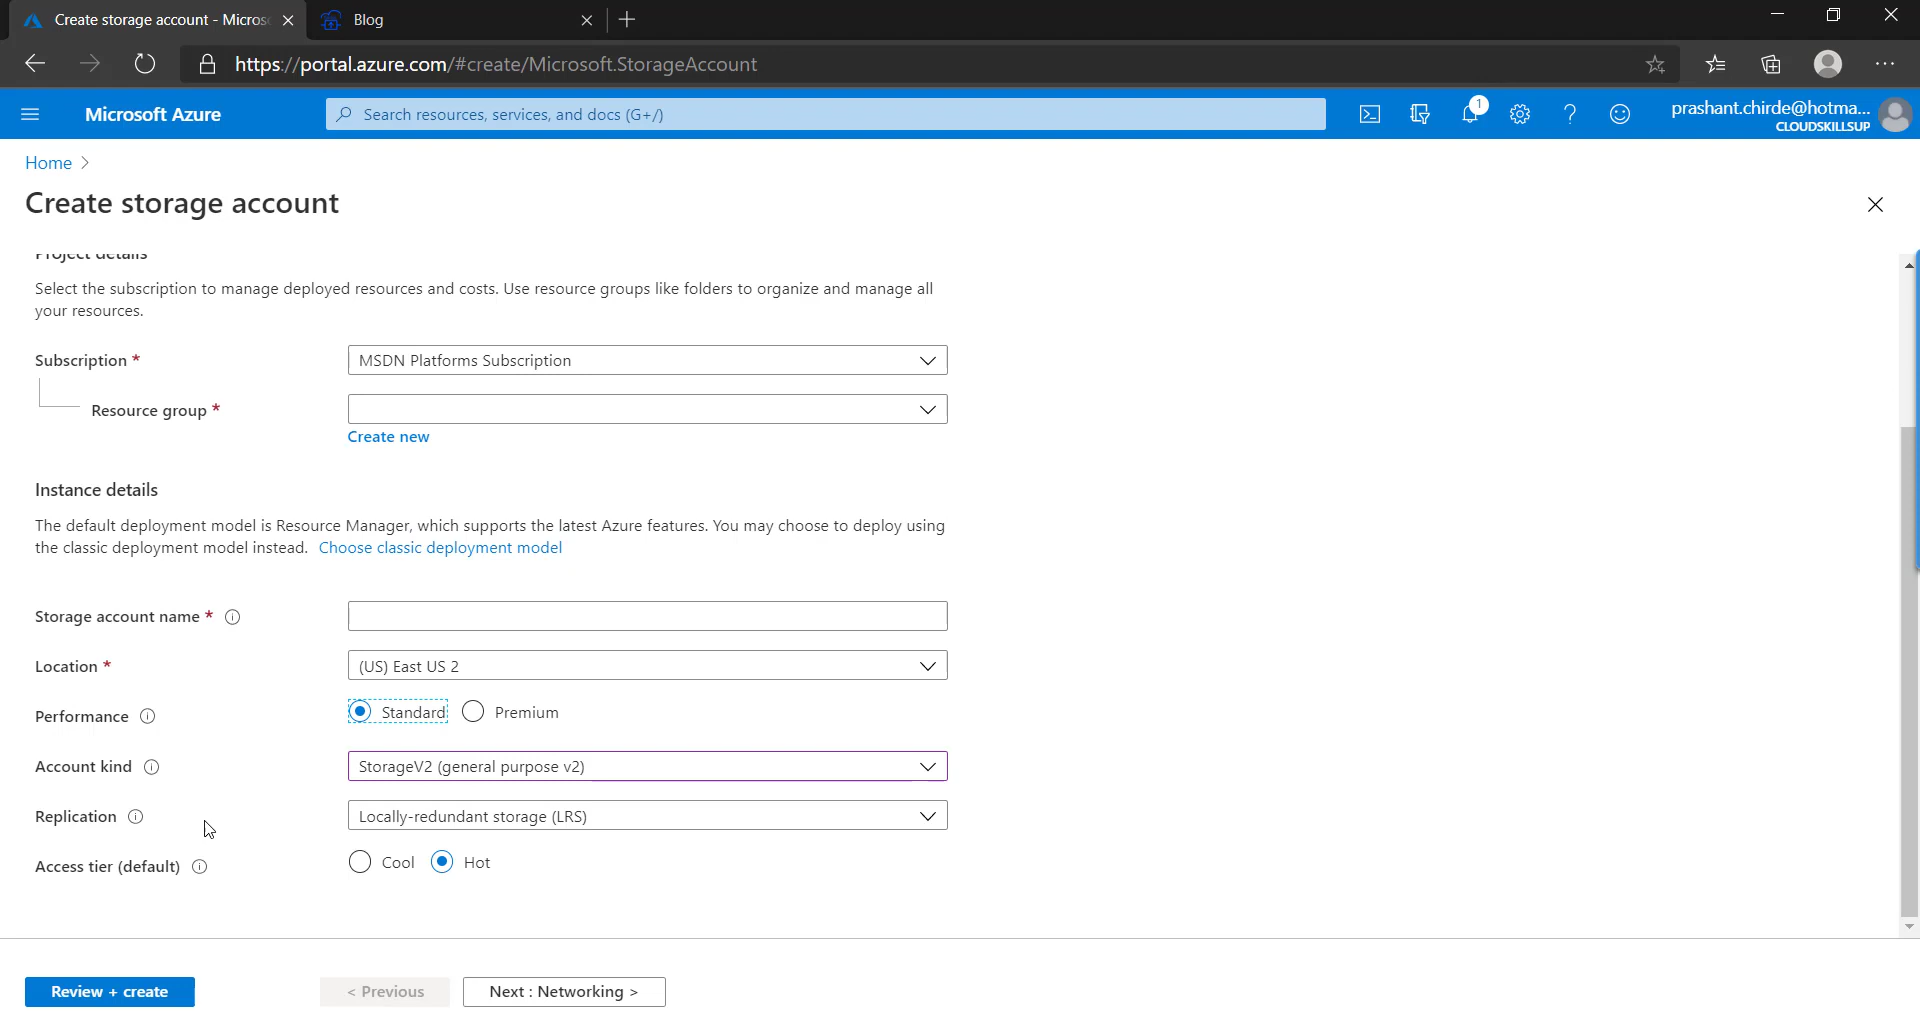 Create storage account - Micros
Blog
https://portal.azure.com/#create/Microsoft.StorageAccount
Microsoft Azure
Search resources, services, and docs (G+/)
1
prashant.chirde@hotma...
CLOUDSKILLSUP
Home >
Create storage account
Project details
Select the subscription to manage deployed resources and costs. Use resource groups like folders to organize and manage all
your resources.
Subscription *
MSDN Platforms Subscription
Resource group *
Create new
Instance details
The default deployment model is Resource Manager, which supports the latest Azure features. You may choose to deploy using
the classic deployment model instead. Choose classic deployment model
Storage account name *
Location *
(US) East US 2
Performance
Standard Premium
Account kind
StorageV2 (general purpose v2)
Replication
Locally-redundant storage (LRS)
Access tier (default)
Cool Hot
Review + create
< Previous
Next : Networking >